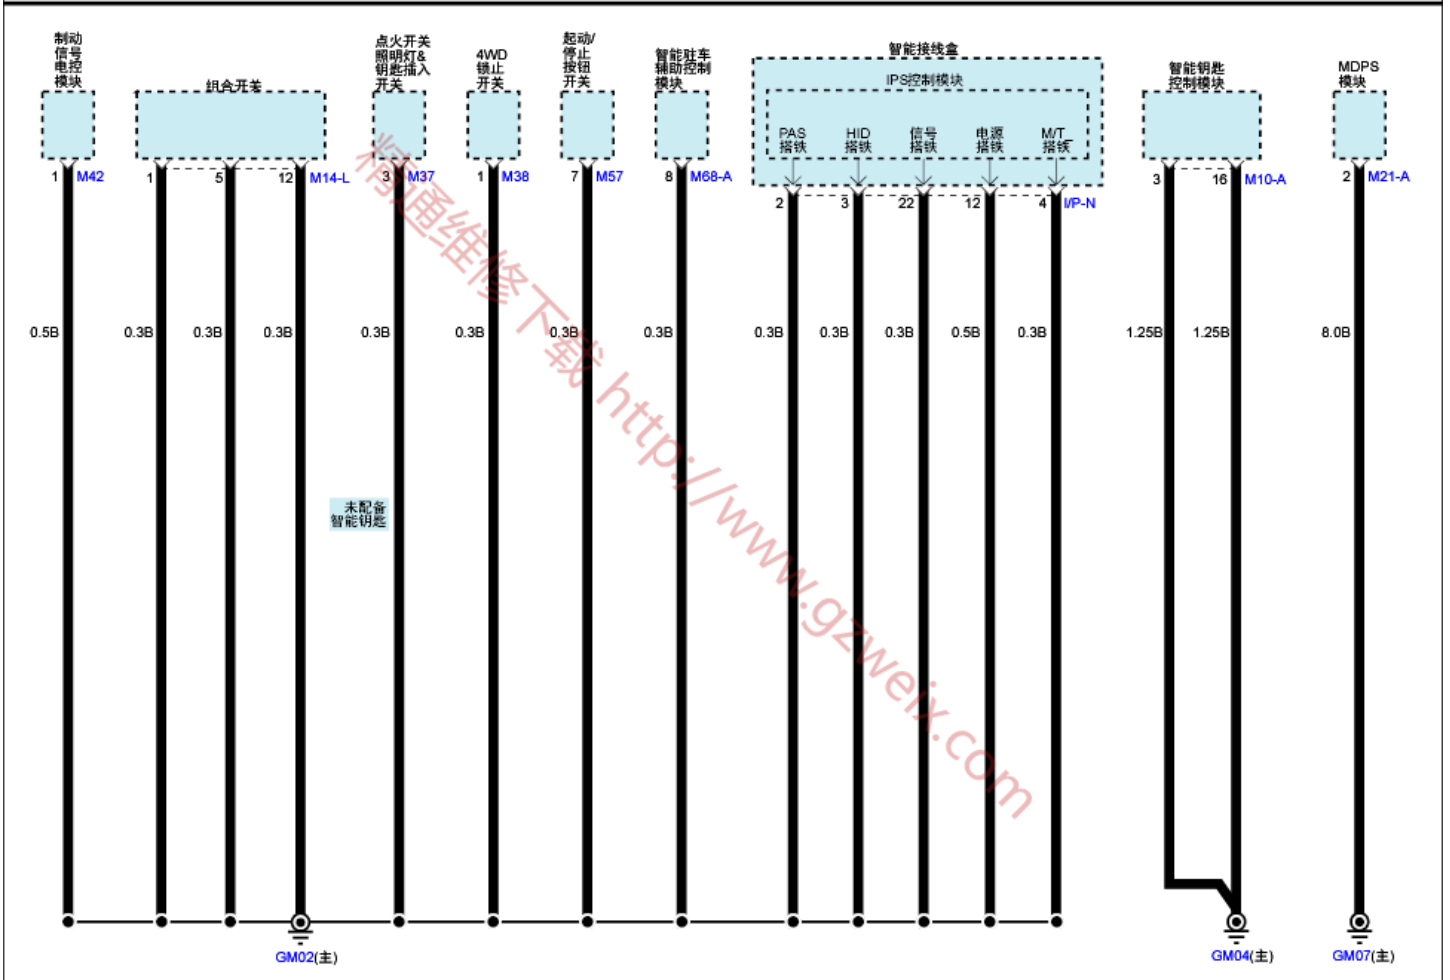 制动
信号
电控
模块
组合开关
点火开关
照明灯&
钥匙插入
开关
4WD
锁止
开关
起动/
停止
按钮
开关
智能驻车
辅助控制
模块
智能接线盒
IPS控制模块
PAS
搭铁
HID
搭铁
信号
搭铁
电源
搭铁
M/T_
搭铁
智能钥匙
控制模块
MDPS
模块
1 M42
1 5 12 M14-L
3 M37
1 M38
7 M57
8 M68-A
2 3 22 12 4 I/P-N
3 16 M10-A
2 M21-A
0.5B 0.3B 0.3B 0.3B 0.3B 0.3B 0.3B 0.3B 0.3B 0.3B 0.3B 0.5B 0.3B 1.25B 1.25B 8.0B
未配备
智能钥匙
精通维修下载 http://www.gzweix.com
GM02(主)
GM04(主)
GM07(主)